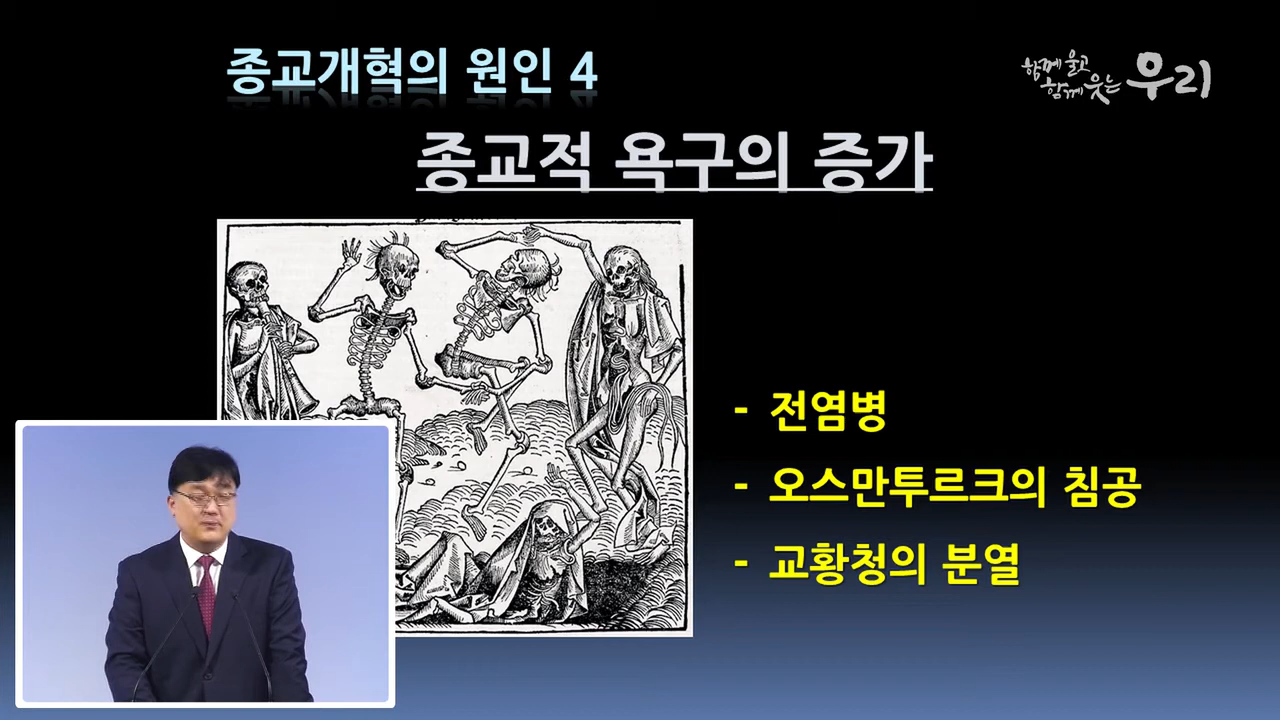 종교개혁의 원인 4
함께 울고
함께 웃는 우리
종교적 욕구의 증가
- 전염병
- 오스만투르크의 침공
- 교황청의 분열